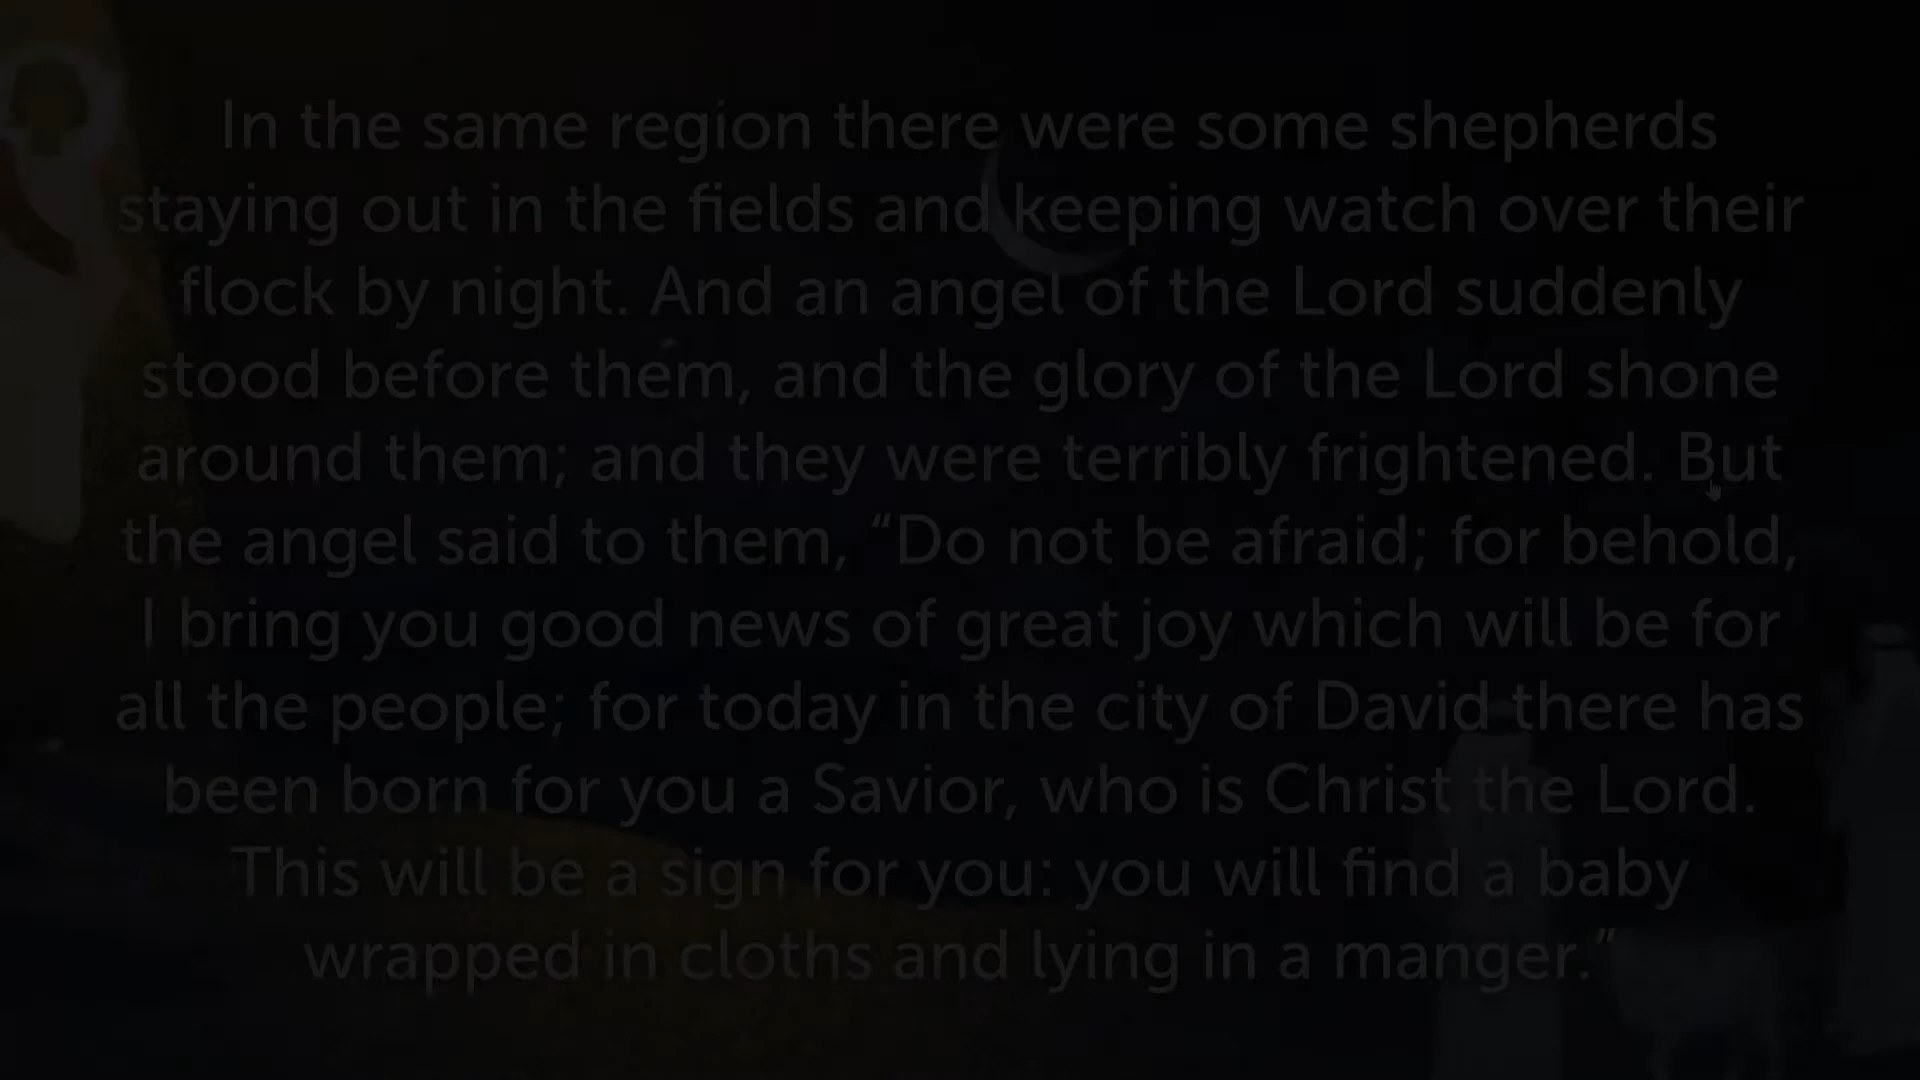 In the same region there were some shepherds
staying out in the fields and keeping watch over their
flock by night. And an angel of the Lord suddenly
stood before them, and the glory of the Lord shone
around them; and they were terribly frightened. But
the angel said to them, “Do not be afraid; for behold,
I bring you good news of great joy which will be for
all the people; for today in the city of David there has
been born for you a Savior, who is Christ the Lord.
This will be a sign for you: you will find a baby
wrapped in cloths and lying in a manger.”